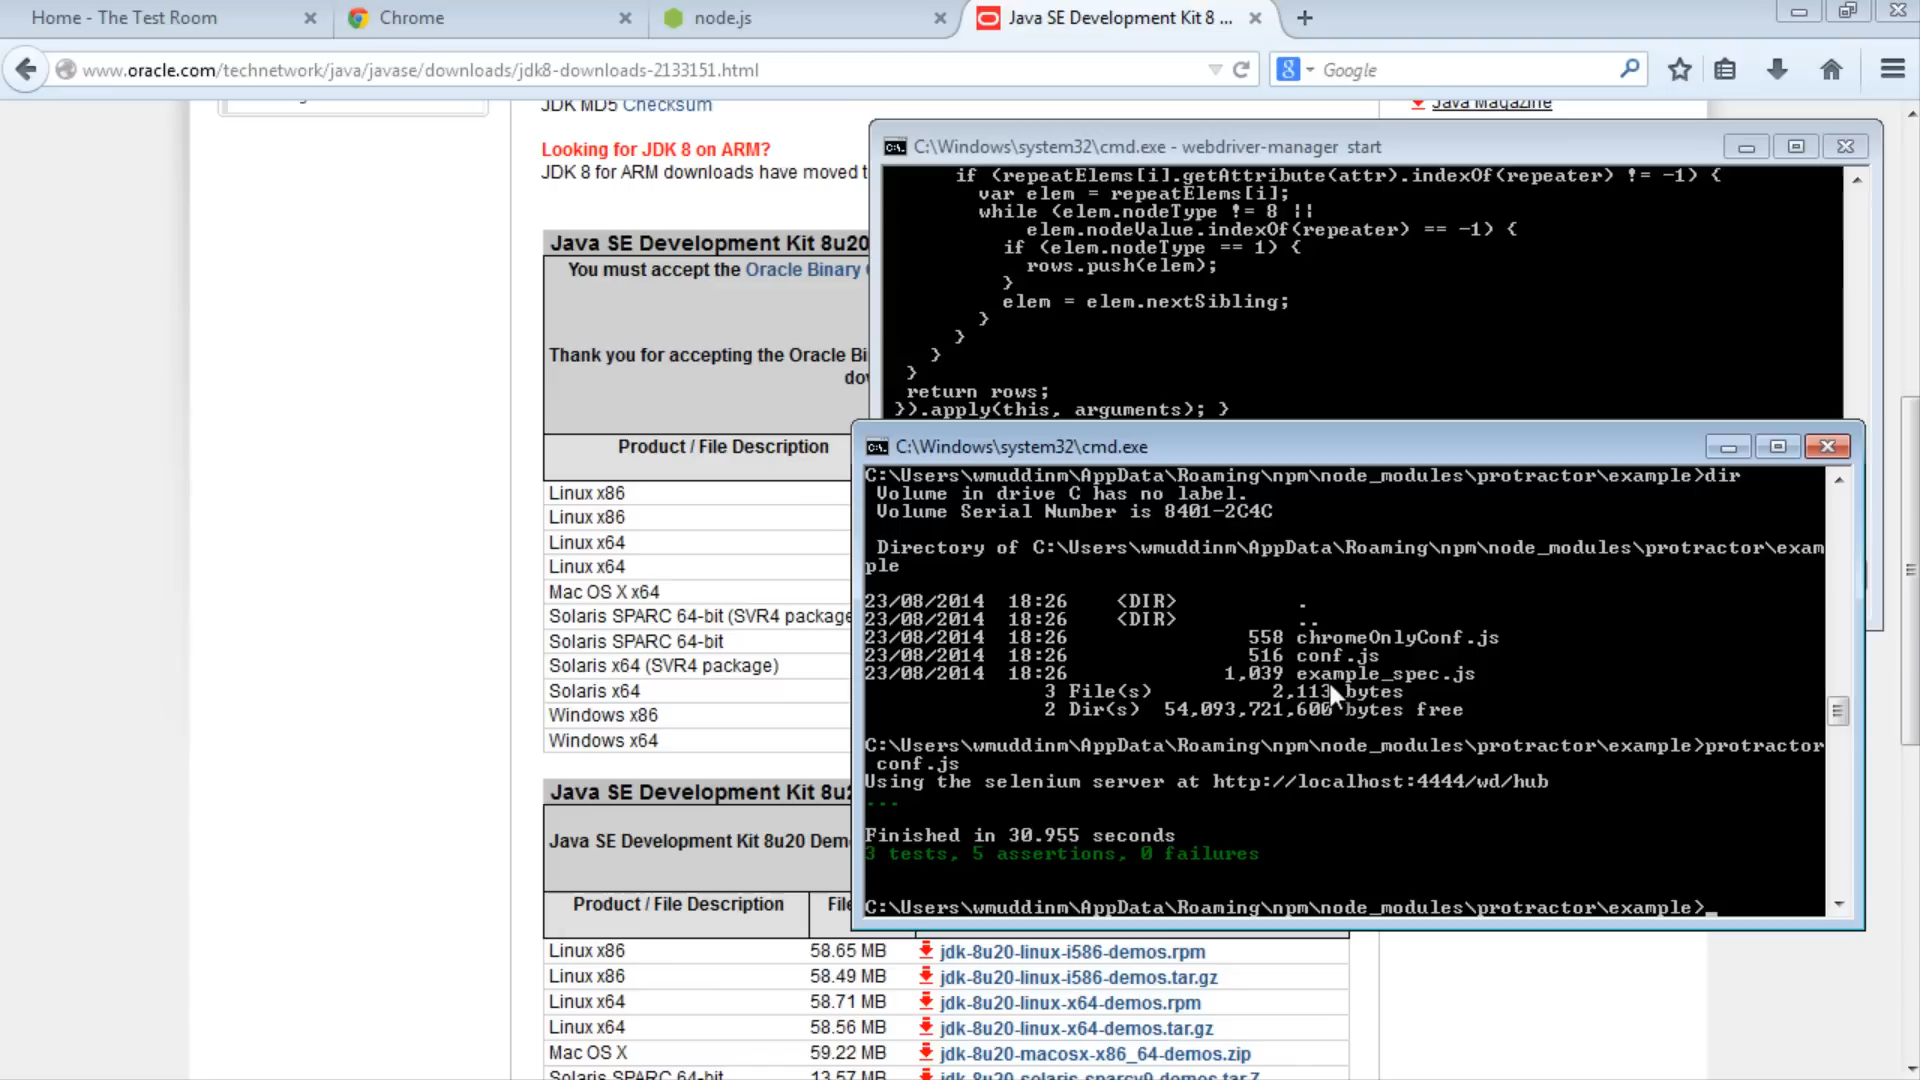 Home - The Test Room
Chrome
node.js
Java SE Development Kit 8 ...
www.oracle.com/technetwork/java/javase/downloads/jdk8-downloads-2133151.html
8
Google
JDK MD5 Checksum
Java Magazine
Looking for JDK 8 on ARM?
JDK 8 for ARM downloads have moved t
Java SE Development Kit 8u20
You must accept the Oracle Binary
Thank you for accepting the Oracle Bi
dov
Product / File Description
Linux x86
Linux x86
Linux x64
Linux x64
Mac OS X x64
Solaris SPARC 64-bit (SVR4 package
Solaris SPARC 64-bit
Solaris x64 (SVR4 package)
Solaris x64
Windows x86
Windows x64
Java SE Development Kit 8u2
Java SE Development Kit 8u20 Dem
Product / File Description
File
Linux x86 58.65 MB jdk-8u20-linux-i586-demos.rpm
Linux x86 58.49 MB jdk-8u20-linux-i586-demos.tar.gz
Linux x64 58.71 MB jdk-8u20-linux-x64-demos.rpm
Linux x64 58.56 MB jdk-8u20-linux-x64-demos.tar.gz
Mac OS X 59.22 MB jdk-8u20-macosx-x86_64-demos.zip
Solaris SPARC 64-bit 13.57 MB jdk-8u20-solaris-sparcv9-demos.tar.Z
C:\Windows\system32\cmd.exe - webdriver-manager start
if (repeatElems[i].getAttribute(attr).indexOf(repeater) != -1) {
var elem = repeatElems[i];
while (elem.nodeType != 8 ||
elem.nodeValue.indexOf(repeater) == -1) {
if (elem.nodeType == 1) {
rows.push(elem);
}
elem = elem.nextSibling;
}
}
}
}
return rows;
}).apply(this, arguments); }
C:\Windows\system32\cmd.exe
C:\Users\wmuddinm\AppData\Roaming\npm\node_modules\protractor\example>dir
Volume in drive C has no label.
Volume Serial Number is 8401-2C4C
Directory of C:\Users\wmuddinm\AppData\Roaming\npm\node_modules\protractor\exam
ple
23/08/2014 18:26 <DIR> .
23/08/2014 18:26 <DIR> ..
23/08/2014 18:26 558 chromeOnlyConf.js
23/08/2014 18:26 516 conf.js
23/08/2014 18:26 1,039 example_spec.js
3 File(s) 2,113 bytes
2 Dir(s) 54,093,721,600 bytes free
C:\Users\wmuddinm\AppData\Roaming\npm\node_modules\protractor\example>protractor
conf.js
Using the selenium server at http://localhost:4444/wd/hub
...
Finished in 30.955 seconds
3 tests, 5 assertions, 0 failures
C:\Users\wmuddinm\AppData\Roaming\npm\node_modules\protractor\example>_